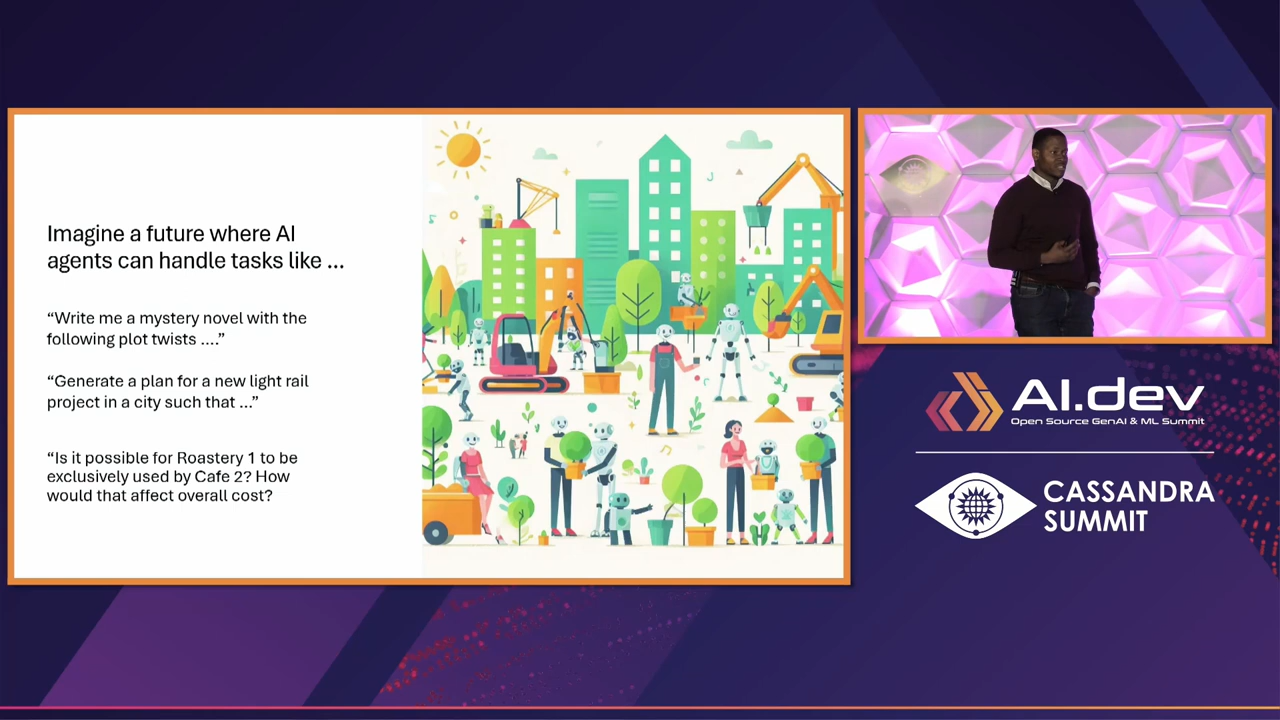 Imagine a future where AI
agents can handle tasks like ...
“Write me a mystery novel with the
following plot twists ....”
“Generate a plan for a new light rail
project in a city such that ...”
“Is it possible for Roastery 1 to be
exclusively used by Cafe 2? How
would that affect overall cost?
AI.dev
Open Source GenAI & ML Summit
CASSANDRA
SUMMIT